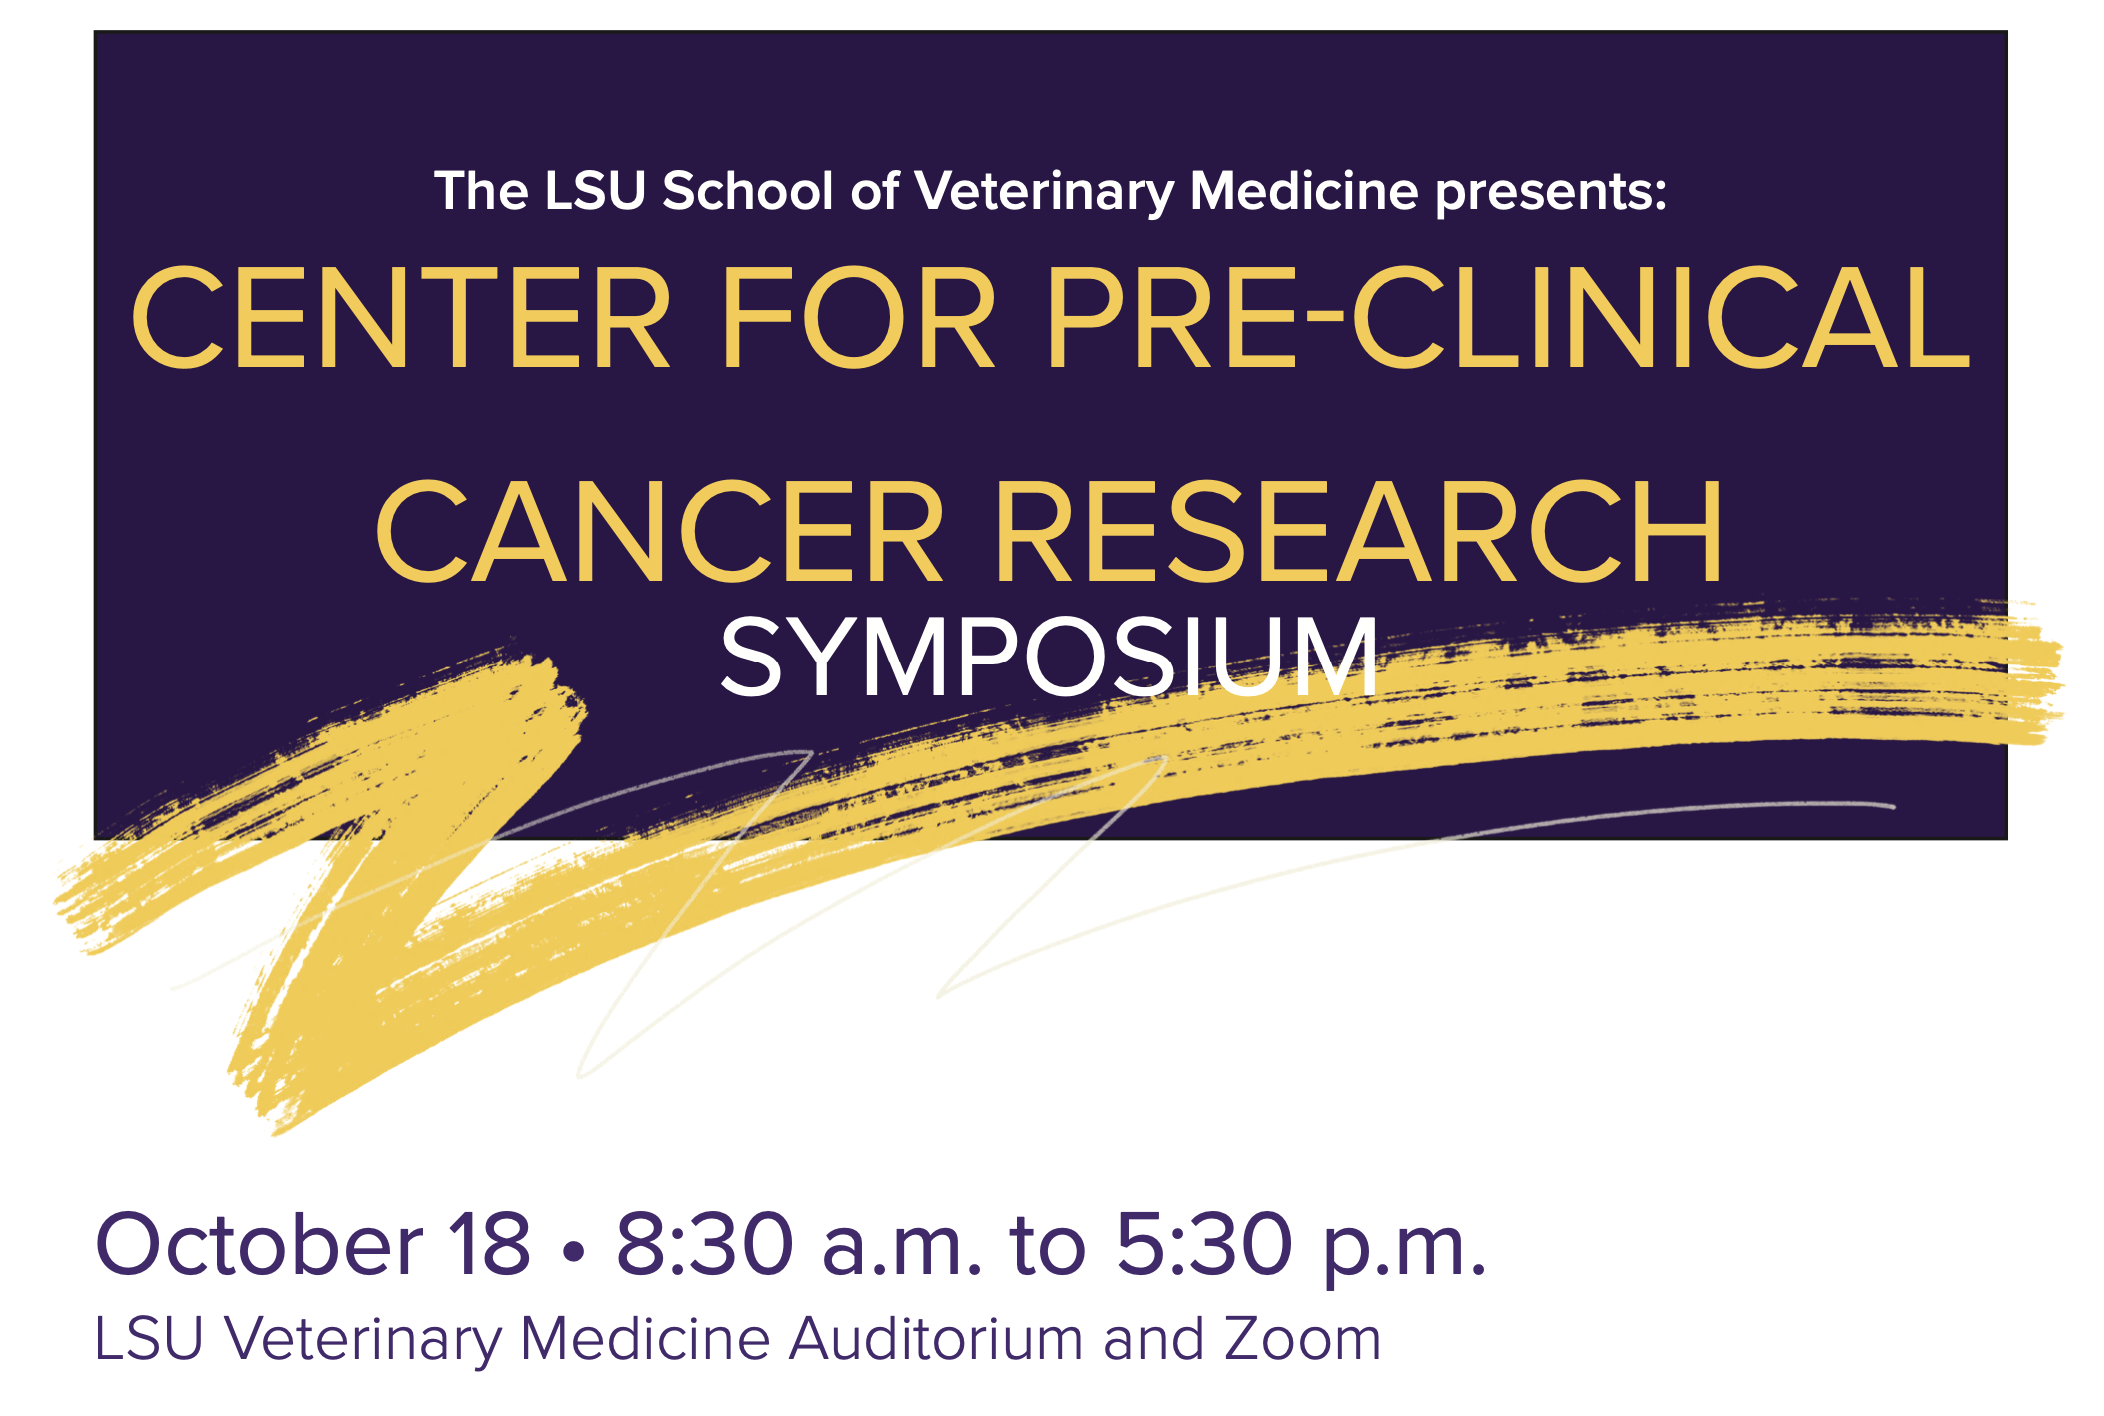 The LSU School of Veterinary Medicine presents:
CENTER FOR PRE-CLINICAL
CANCER RESEARCH
SYMPOSIUM
October 18 • 8:30 a.m. to 5:30 p.m.
LSU Veterinary Medicine Auditorium and Zoom